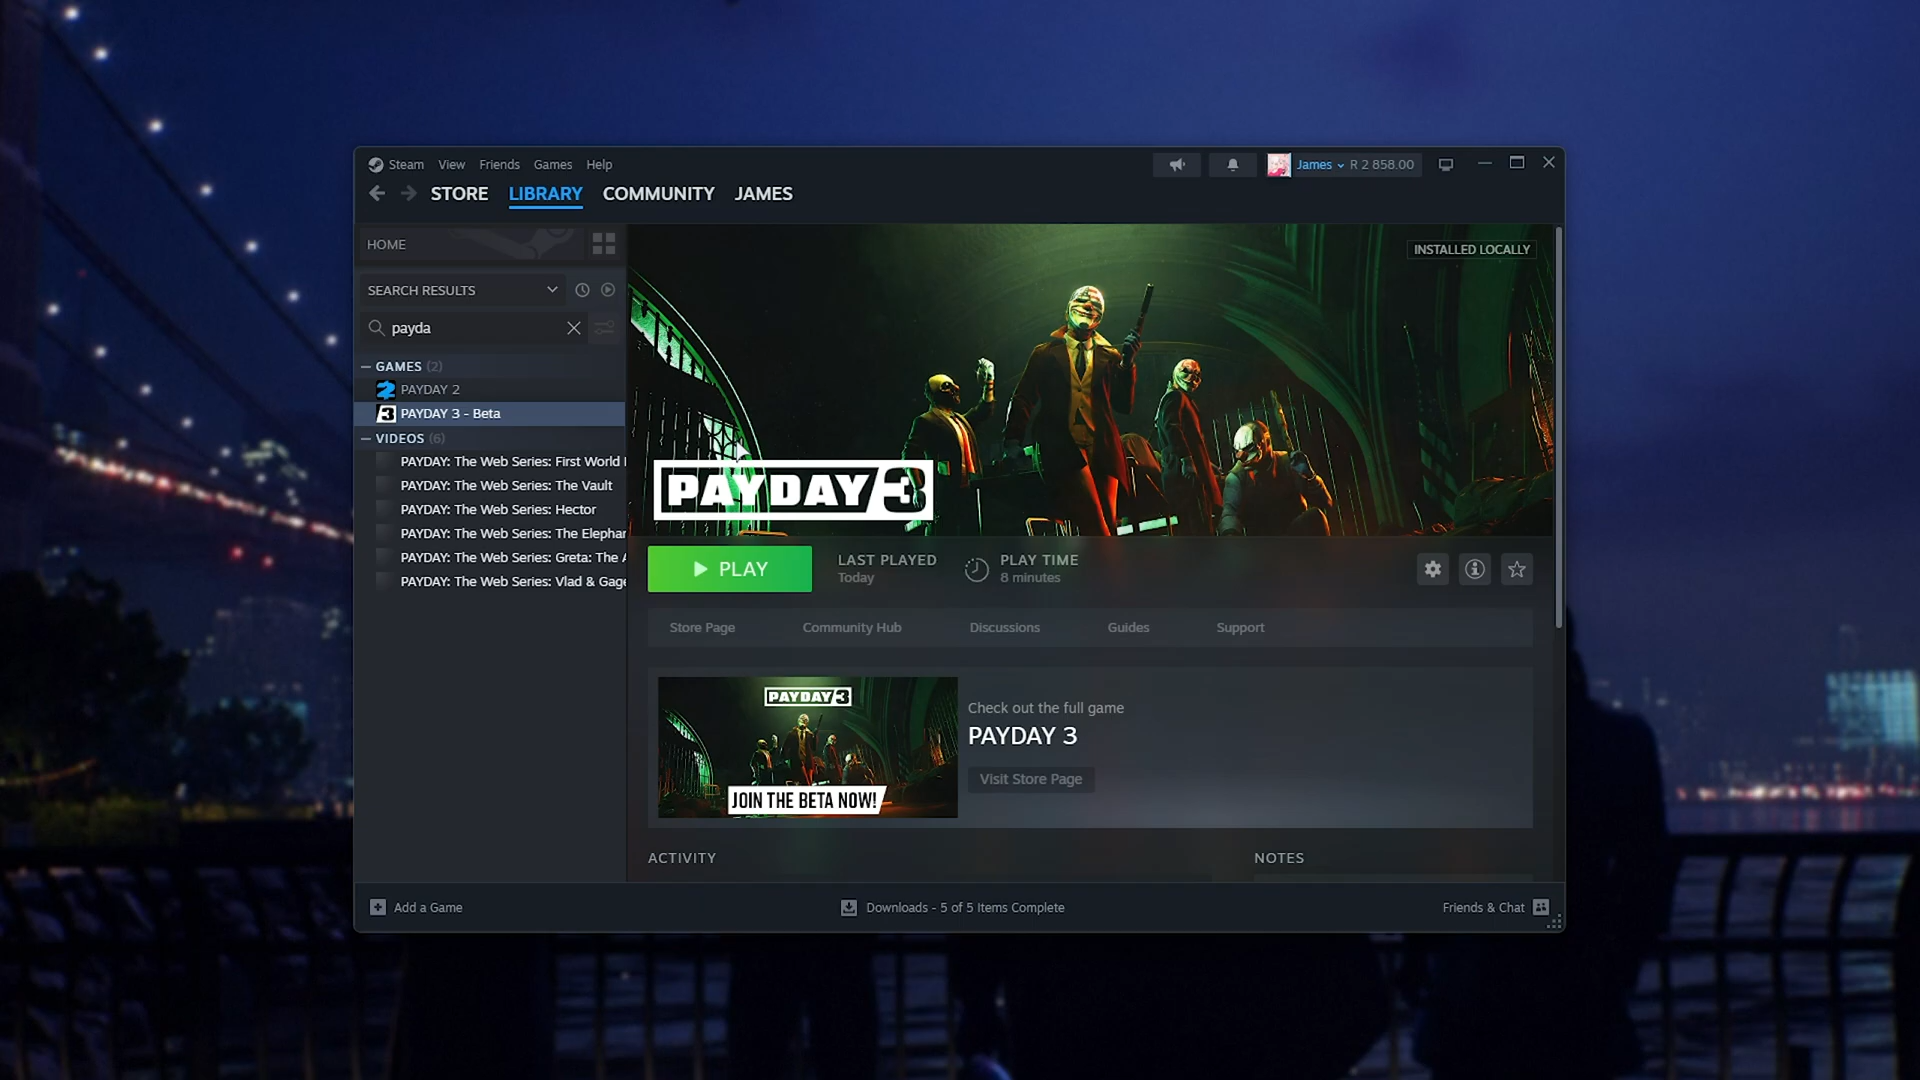 Steam View Friends Games Help
James R 2 858.00
STORE LIBRARY COMMUNITY JAMES
HOME
INSTALLED LOCALLY
SEARCH RESULTS
payda
GAMES (2)
PAYDAY 2
PAYDAY 3 - Beta
VIDEOS (6)
PAYDAY: The Web Series: First World
PAYDAY: The Web Series: The Vault
PAYDAY: The Web Series: Hector
PAYDAY: The Web Series: The Elephan
PAYDAY: The Web Series: Greta: The A
PAYDAY: The Web Series: Vlad & Gage
PAYDAY 3
PLAY
LAST PLAYED
Today
PLAY TIME
8 minutes
Store Page Community Hub Discussions Guides Support
PAYDAY 3
JOIN THE BETA NOW!
Check out the full game
PAYDAY 3
Visit Store Page
ACTIVITY
NOTES
Add a Game
Downloads - 5 of 5 Items Complete
Friends & Chat